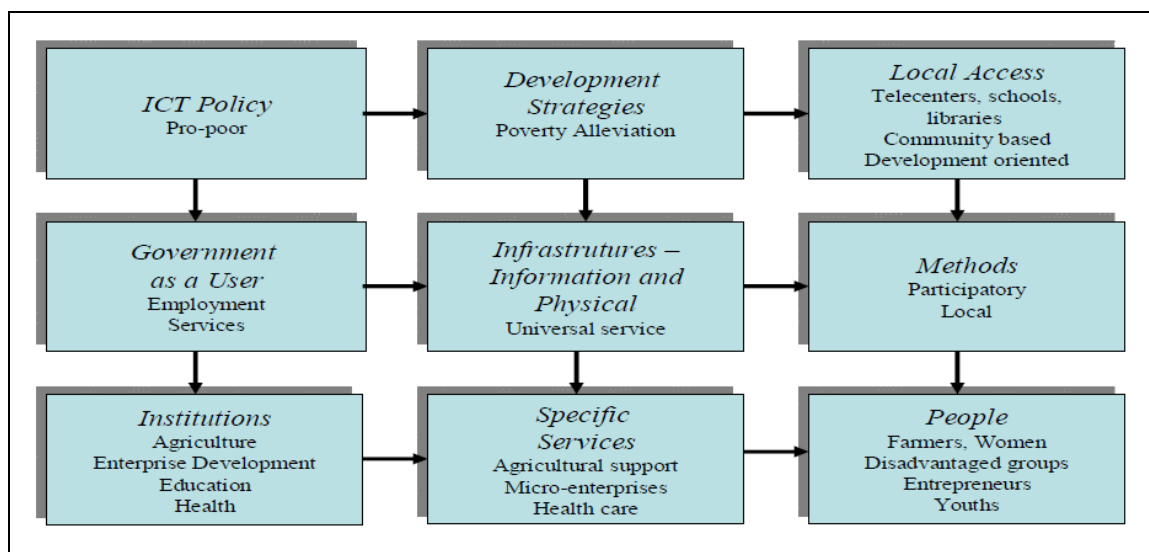 ICT Policy
Pro-poor
Development
Strategies
Poverty Alleviation
Local Access
Telecenters, schools,
libraries
Community based
Development oriented
Government
as a User
Employment
Services
Infrastrutures –
Information and
Physical
Universal service
Methods
Participatory
Local
Institutions
Agriculture
Enterprise Development
Education
Health
Specific
Services
Agricultural support
Micro-enterprises
Health care
People
Farmers, Women
Disadvantaged groups
Entrepreneurs
Youths